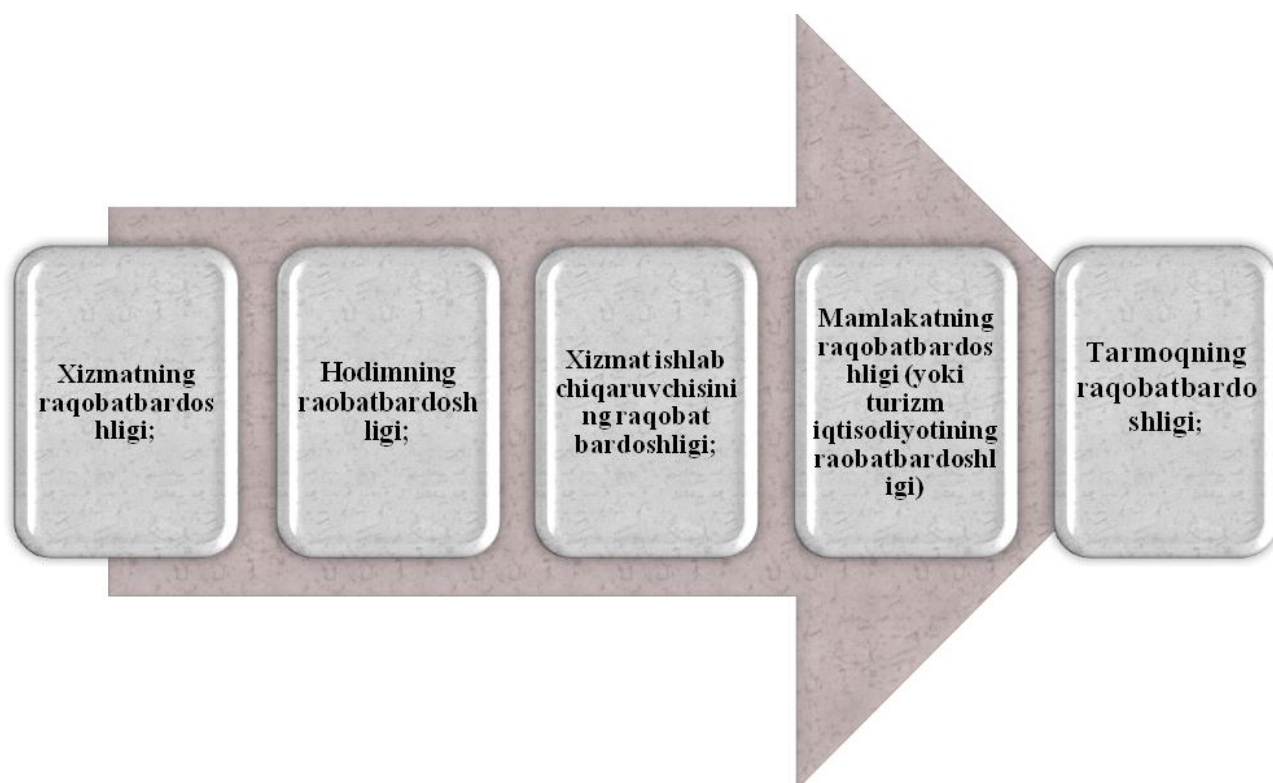 Xizmatning
raqobatbardos
hligi;
Hodimning
raobatbardosh
ligi;
Xizmat ishlab
chiqaruvchisini
ng raqobat
bardoshligi;
Mamlakatning
raqobatbardos
hligi (yoki
turizm
iqtisodiyotining
raobatbardoshl
igi)
Tarmoqning
raqobatbardo
shligi;